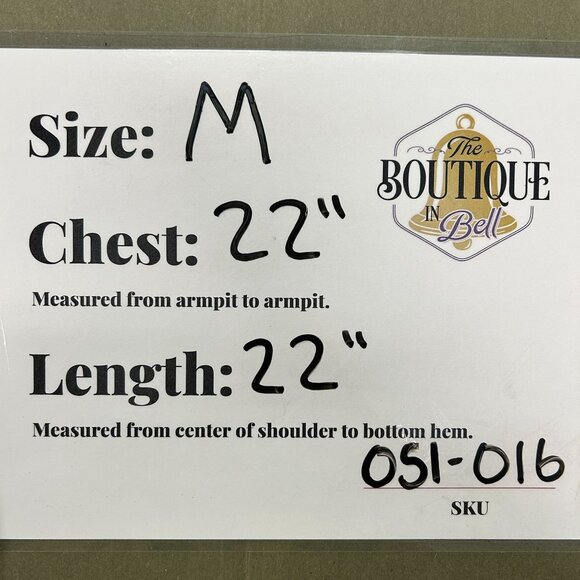 Size: M
The
BOUTIQUE
IN
Bell
Chest: 22"
Measured from armpit to armpit.
Length: 22"
Measured from center of shoulder to bottom hem.
051-016
SKU